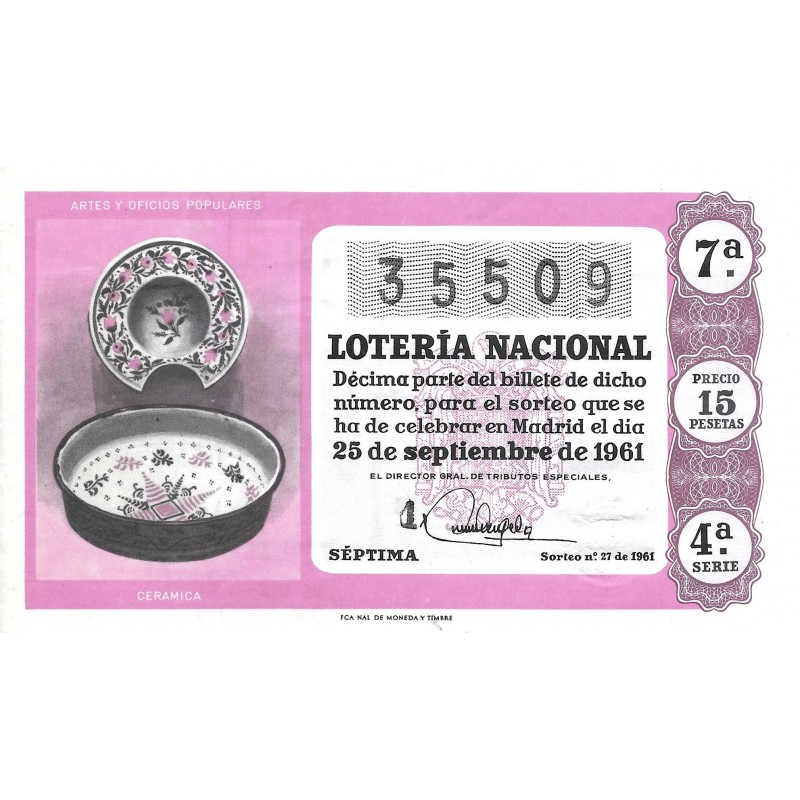 ARTES Y OFICIOS POPULARES
CERAMICA
35509
LOTERÍA NACIONAL
Décima parte del billete de dicho
número, para el sorteo que se
ha de celebrar en Madrid el día
25 de septiembre de 1961
EL DIRECTOR GRAL. DE TRIBUTOS ESPECIALES,
SÉPTIMA
Sorteo nº 27 de 1961
7ª
PRECIO
15
PESETAS
4ª
SERIE
FCA NAL DE MONEDA Y TIMBRE